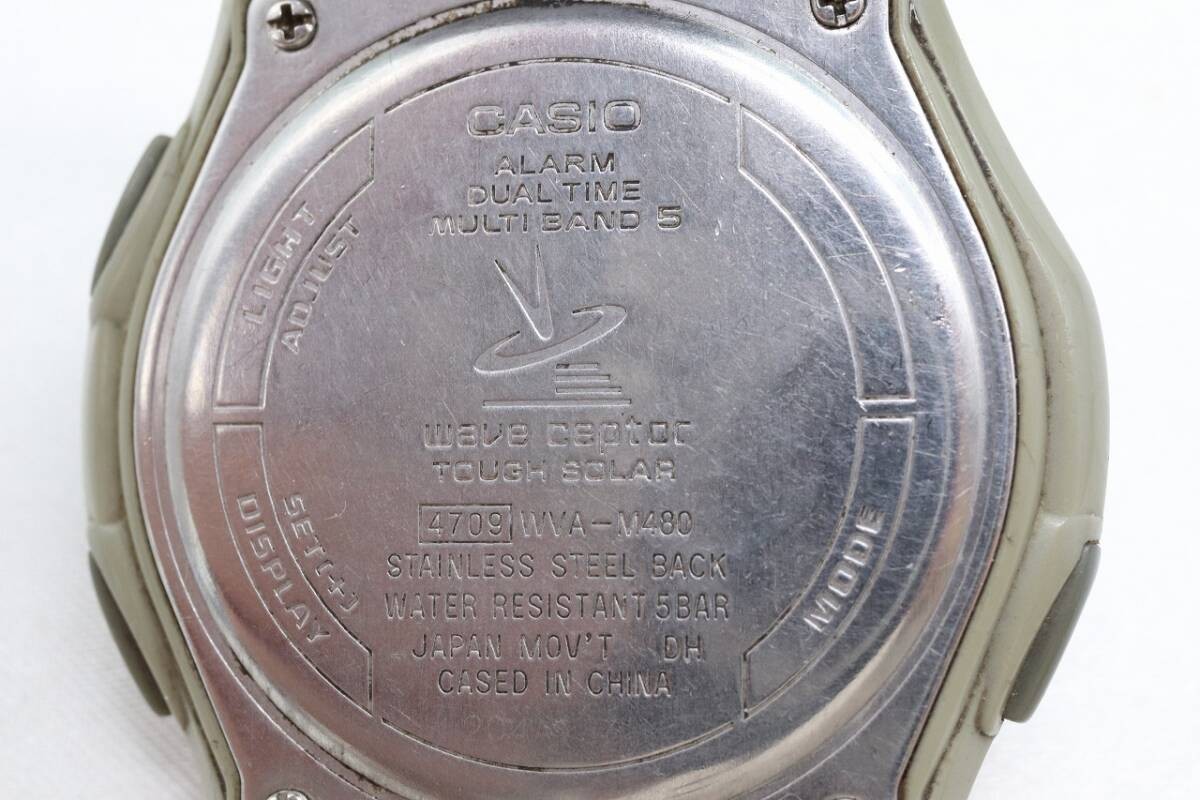 CASIO
ALARM
DUAL TIME
MULTI BAND 5
LIGHT
ADJUST
wave ceptor
TOUGH SOLAR
4709 WVA-M480
STAINLESS STEEL BACK
WATER RESISTANT 5BAR
JAPAN MOV'T DH
CASED IN CHINA
SET(+)
DISPLAY
MODE